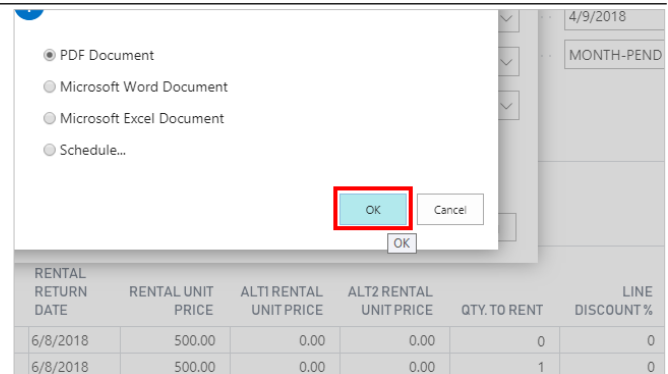 4/9/2018
PDF Document
MONTH-PEND
Microsoft Word Document
Microsoft Excel Document
Schedule...
OK Cancel
OK
RENTAL RETURN DATE RENTAL UNIT PRICE ALT1 RENTAL UNIT PRICE ALT2 RENTAL UNIT PRICE QTY. TO RENT LINE DISCOUNT %
6/8/2018 500.00 0.00 0.00 0 0
6/8/2018 500.00 0.00 0.00 1 0